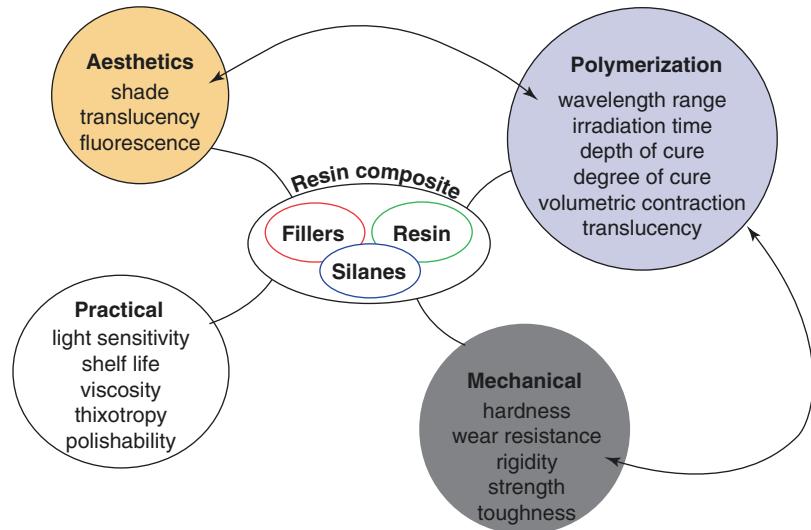 Aesthetics
shade
translucency
fluorescence
Polymerization
wavelength range
irradiation time
depth of cure
degree of cure
volumetric contraction
translucency
Resin composite
Fillers
Resin
Silanes
Practical
light sensitivity
shelf life
viscosity
thixotropy
polishability
Mechanical
hardness
wear resistance
rigidity
strength
toughness